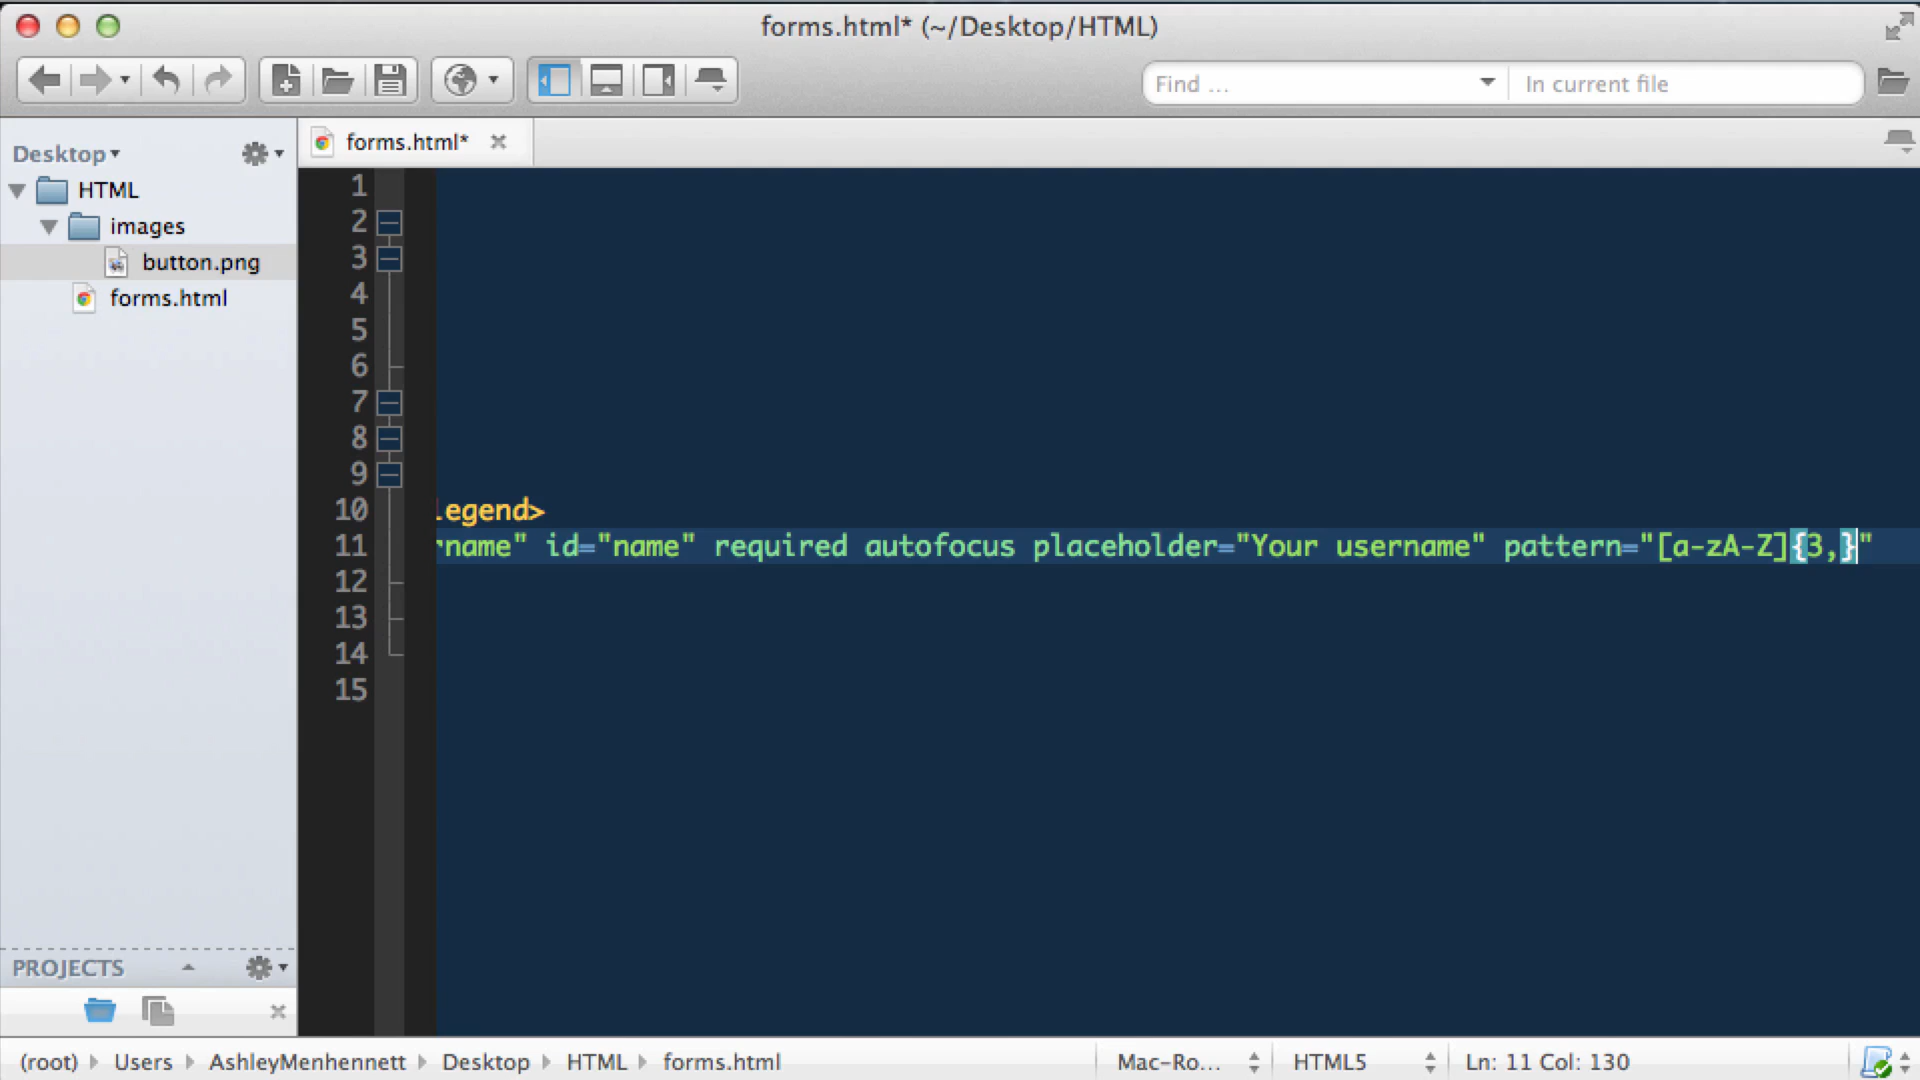 forms.html* (~/Desktop/HTML)
Find ...
In current file
Desktop
forms.html*
HTML
images
button.png
forms.html
1
2
3
4
5
6
7
8
9
10 legend>
11 rname" id="name" required autofocus placeholder="Your username" pattern="[a-zA-Z]{3,}"
12
13
14
15
PROJECTS
(root) Users AshleyMenhennett Desktop HTML forms.html Mac-Ro... HTML5 Ln: 11 Col: 130